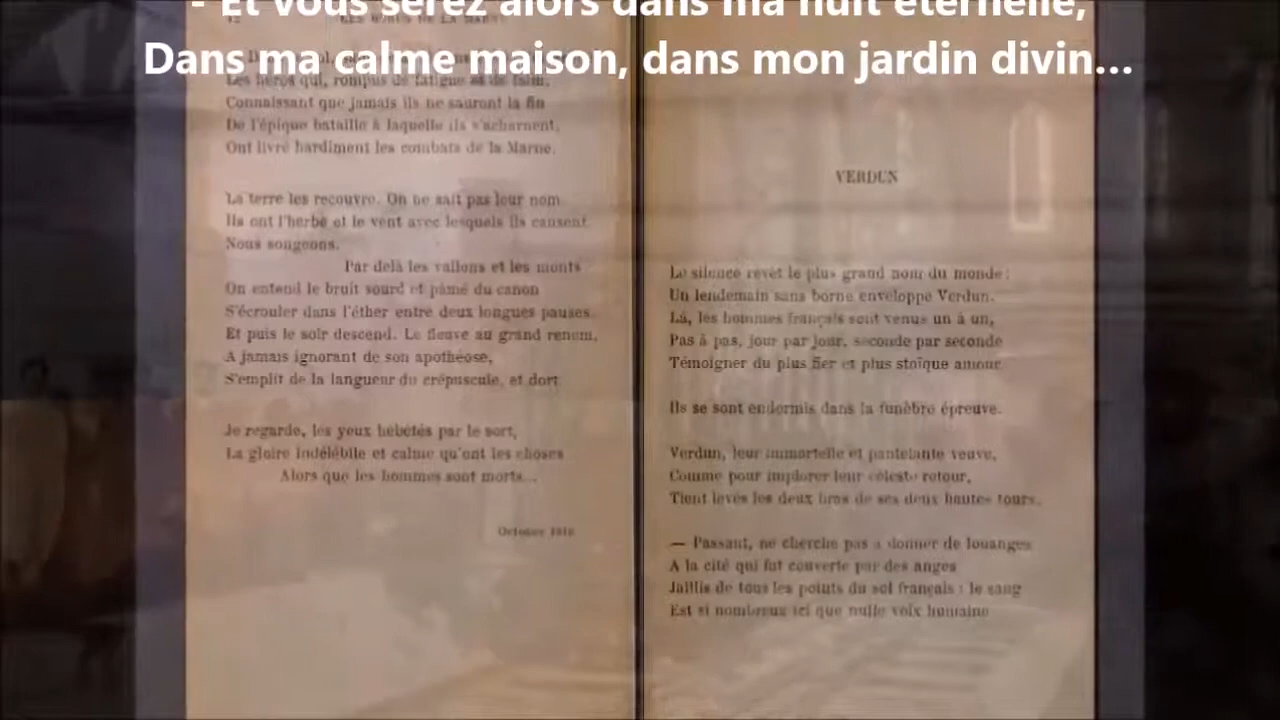 - Et vous serez alors dans ma nuit éternelle,
Dans ma calme maison, dans mon jardin divin...
LES MORTS DE LA MARNE
Les héros qui, rompus de fatigue et de faim,
Connaissant que jamais ils ne sauront la fin
De l'épique bataille à laquelle ils s'acharnent,
Ont livré hardiment les combats de la Marne.
La terre les recouvre. On ne sait pas leur nom.
Ils ont l'herbe et le vent avec lesquels ils causent.
Nous songeons.
Par delà les vallons et les monts
On entend le bruit sourd et pâmé du canon
S'écrouler dans l'éther entre deux longues pauses.
Et puis le soir descend. Le fleuve au grand renom,
A jamais ignorant de son apothéose,
S'emplit de la langueur du crépuscule, et dort.
Je regarde, les yeux hébétés par le sort,
La gloire indélébile et calme qu'ont les choses
Alors que les hommes sont morts...
Octobre 1916
VERDUN
Le silence revêt le plus grand nom du monde ;
Un lendemain sans borne enveloppe Verdun.
Là, les hommes français sont venus un à un,
Pas à pas, jour par jour, seconde par seconde
Témoigner du plus fier et plus stoïque amour.
Ils se sont endormis dans la funèbre épreuve.
Verdun, leur immortelle et pantelante veuve,
Comme pour implorer leur céleste retour,
Tient levés les deux bras de ses deux hautes tours.
— Passant, ne cherche pas à donner de louanges
A la cité qui fut couverte par des anges
Jaillis de tous les points du sol français : le sang
Est si nombreux ici que nulle voix humaine